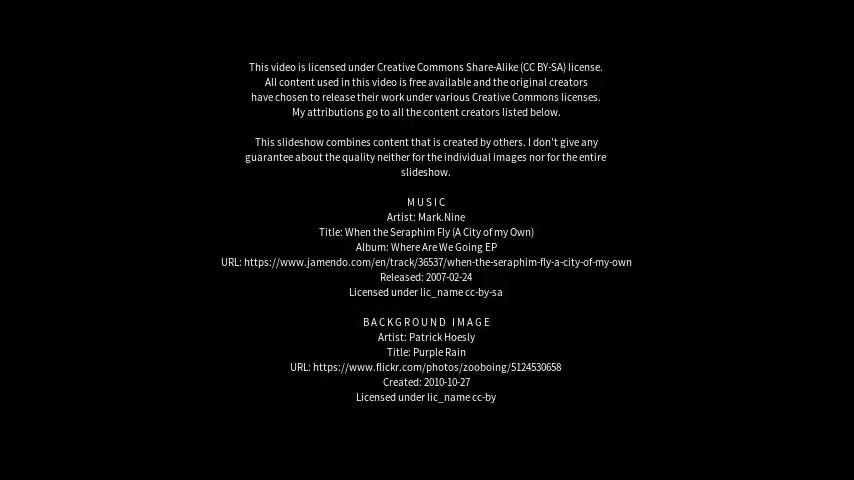 This video is licensed under Creative Commons Share-Alike (CC BY-SA) license.
All content used in this video is free available and the original creators
have chosen to release their work under various Creative Commons licenses.
My attributions go to all the content creators listed below.
This slideshow combines content that is created by others. I don't give any
guarantee about the quality neither for the individual images nor for the entire
slideshow.
M U S I C
Artist: Mark.Nine
Title: When the Seraphim Fly (A City of my Own)
Album: Where Are We Going EP
URL: https://www.jamendo.com/en/track/36537/when-the-seraphim-fly-a-city-of-my-own
Released: 2007-02-24
Licensed under lic_name cc-by-sa
B A C K G R O U N D   I M A G E
Artist: Patrick Hoesly
Title: Purple Rain
URL: https://www.flickr.com/photos/zooboing/5124530658
Created: 2010-10-27
Licensed under lic_name cc-by